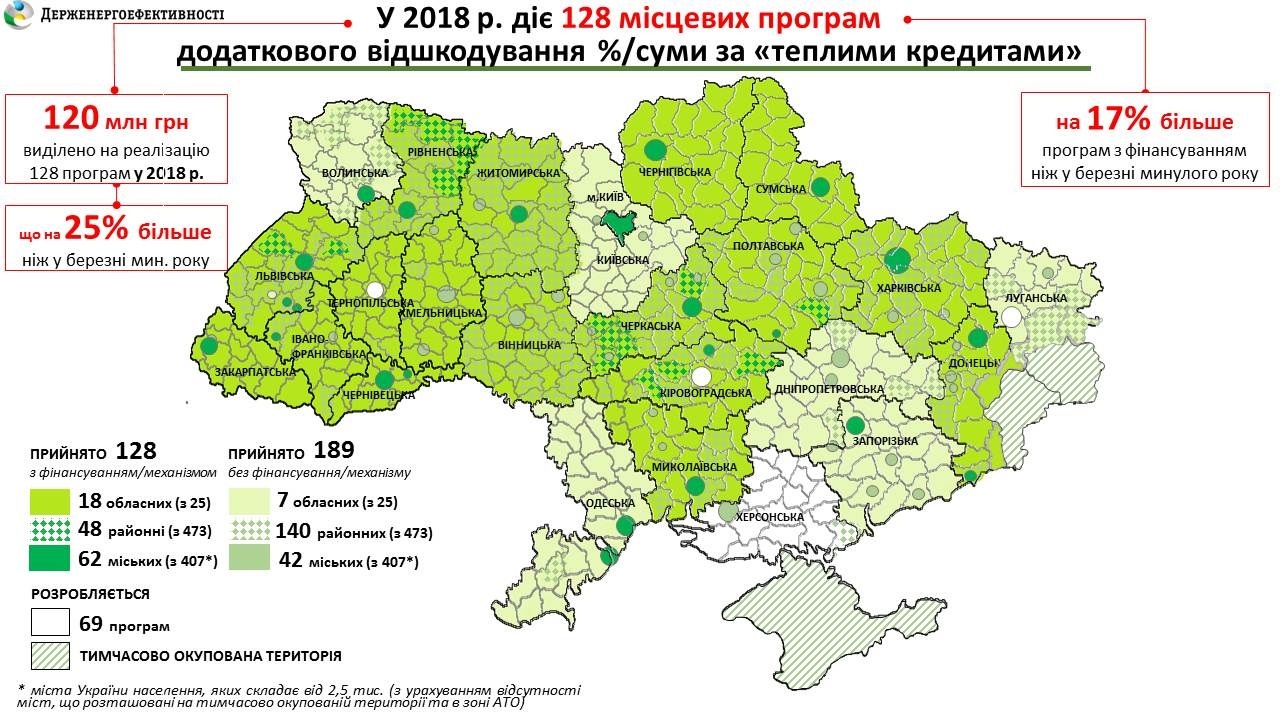 ДЕРЖЕНЕРГОЕФЕКТИВНОСТІ
У 2018 р. діє 128 місцевих програм
додаткового відшкодування %/суми за «теплими кредитами»
120 млн грн
виділено на реалізацію
128 програм у 2018 р.
що на 25% більше
ніж у березні мин. року
на 17% більше
програм з фінансуванням
ніж у березні минулого року
ВОЛИНСЬКА
РІВНЕНСЬКА
ЖИТОМИРСЬКА
м.КИЇВ
КИЇВСЬКА
ЧЕРНІГІВСЬКА
СУМСЬКА
ЛЬВІВСЬКА
ТЕРНОПІЛЬСЬКА
ХМЕЛЬНИЦЬКА
ВІННИЦЬКА
ЧЕРКАСЬКА
ПОЛТАВСЬКА
ХАРКІВСЬКА
ЛУГАНСЬКА
ІВАНО-
ФРАНКІВСЬКА
ЗАКАРПАТСЬКА
ЧЕРНІВЕЦЬКА
КІРОВОГРАДСЬКА
ДНІПРОПЕТРОВСЬКА
ДОНЕЦЬК
ЗАПОРІЗЬКА
МИКОЛАЇВСЬКА
ОДЕСЬКА
ХЕРСОНСЬКА
ПРИЙНЯТО 128
з фінансуванням/механізмом
18 обласних (з 25)
48 районні (з 473)
62 міських (з 407*)
ПРИЙНЯТО 189
без фінансування/механізму
7 обласних (з 25)
140 районних (з 473)
42 міських (з 407*)
РОЗРОБЛЯЄТЬСЯ
69 програм
ТИМЧАСОВО ОКУПОВАНА ТЕРИТОРІЯ
* міста України населення, яких складає від 2,5 тис. (з урахуванням відсутності
міст, що розташовані на тимчасово окупованій території та в зоні АТО)